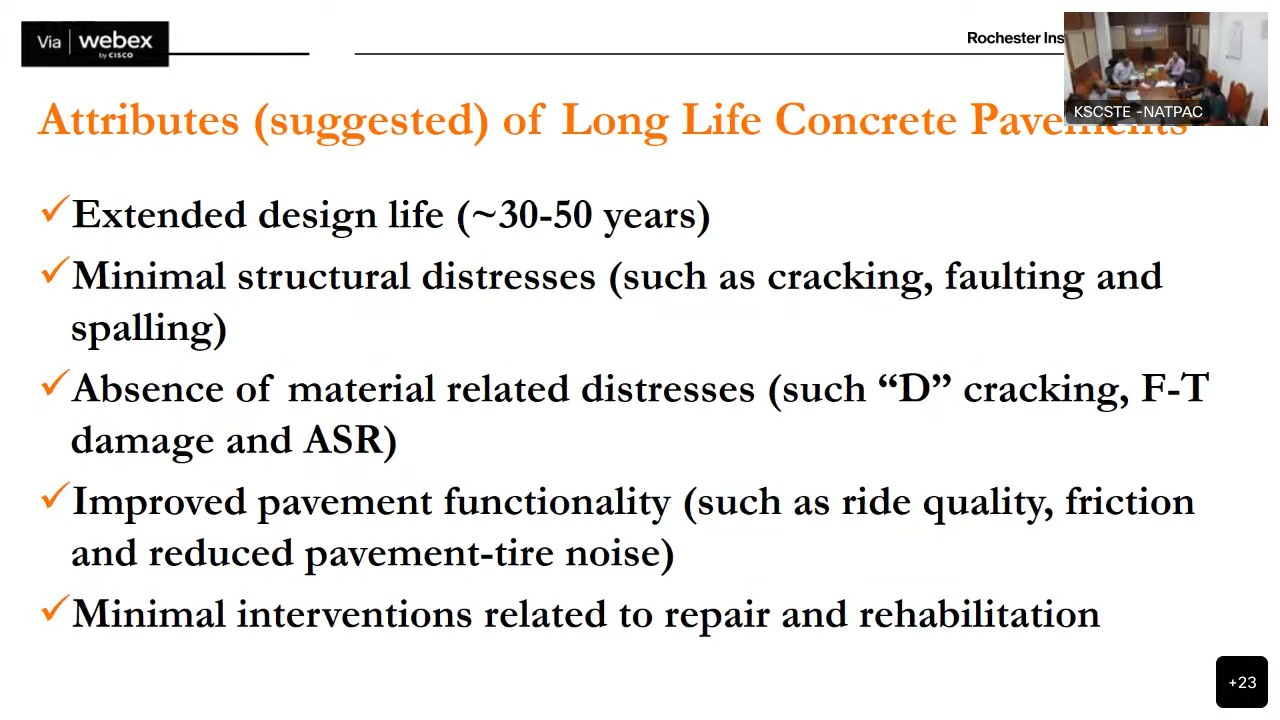 Via webex
by CISCO
Rochester Ins
KSCSTE -NATPAC
Attributes (suggested) of Long Life Concrete Pavements
✓Extended design life (~30-50 years)
✓Minimal structural distresses (such as cracking, faulting and
spalling)
✓Absence of material related distresses (such “D” cracking, F-T
damage and ASR)
✓Improved pavement functionality (such as ride quality, friction
and reduced pavement-tire noise)
✓Minimal interventions related to repair and rehabilitation
+23